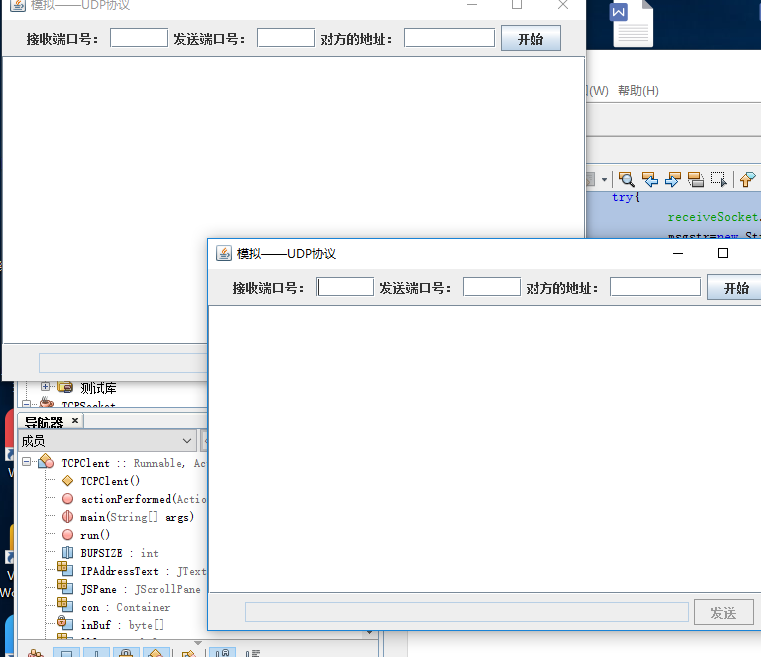 模拟——UDP协议
接收端口号： 发送端口号： 对方的地址： 开始
(W) 帮助(H)
try{
receiveSocket.
msgstr=new Sta
模拟——UDP协议
接收端口号： 发送端口号： 对方的地址： 开始
测试库
TCPSocket
导航器
成员
TCPClent :: Runnable, Ac
TCPClent()
actionPerformed(Actio
main(String[] args)
run()
BUFSIZE : int
IPAddressText : JText
JSPane : JScrollPane
con : Container
inBuf : byte[]
发送